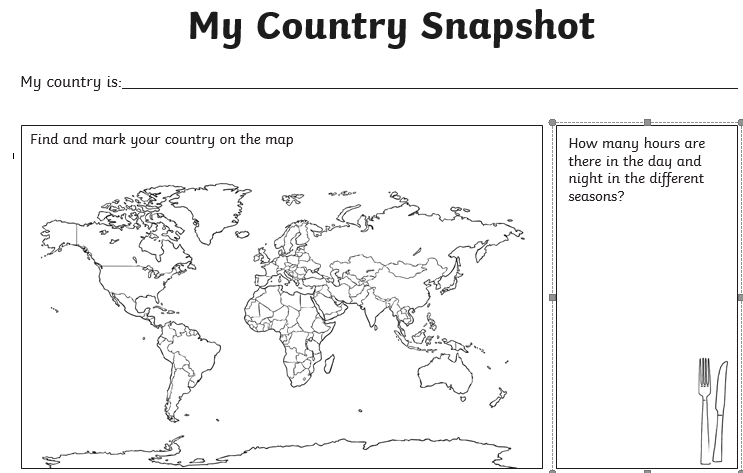 My Country Snapshot
My country is:
Find and mark your country on the map
How many hours are
there in the day and
night in the different
seasons?